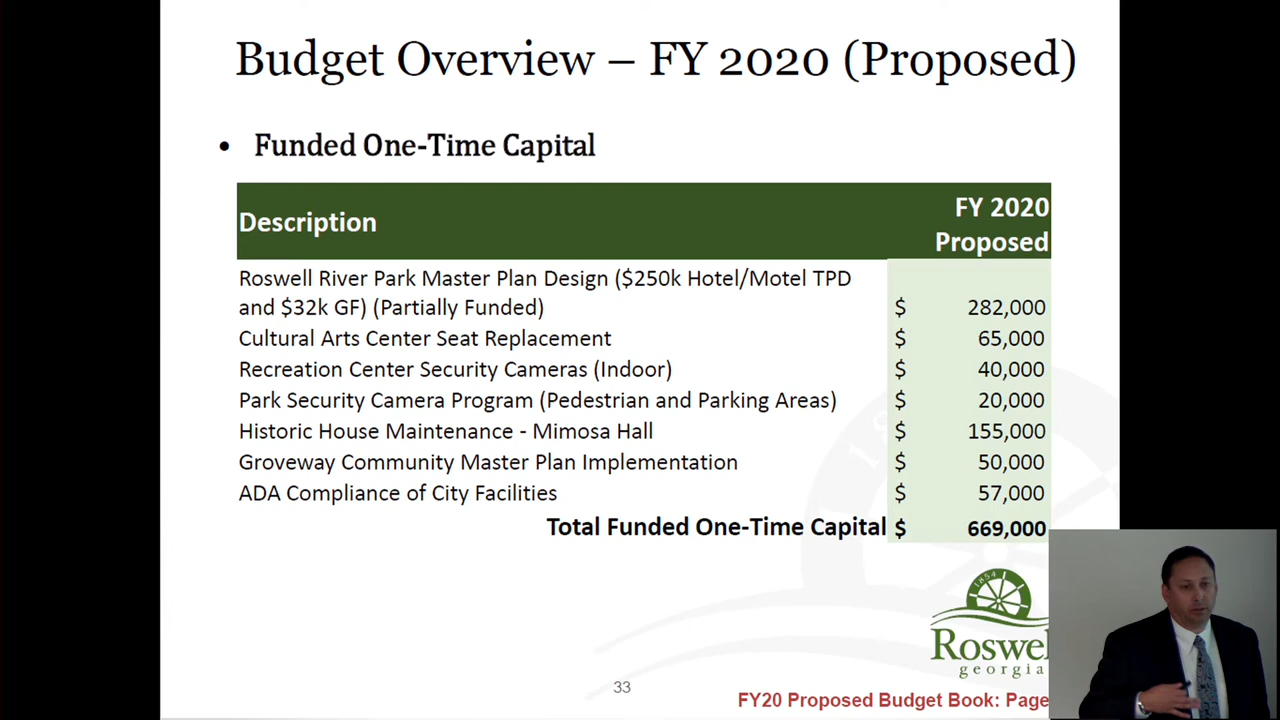 Budget Overview – FY 2020 (Proposed)
• Funded One-Time Capital
Description FY 2020 Proposed
Roswell River Park Master Plan Design ($250k Hotel/Motel TPD
and $32k GF) (Partially Funded) $ 282,000
Cultural Arts Center Seat Replacement $ 65,000
Recreation Center Security Cameras (Indoor) $ 40,000
Park Security Camera Program (Pedestrian and Parking Areas) $ 20,000
Historic House Maintenance - Mimosa Hall $ 155,000
Groveway Community Master Plan Implementation $ 50,000
ADA Compliance of City Facilities $ 57,000
Total Funded One-Time Capital $ 669,000
1854
Roswel
georgia
33
FY20 Proposed Budget Book: Page